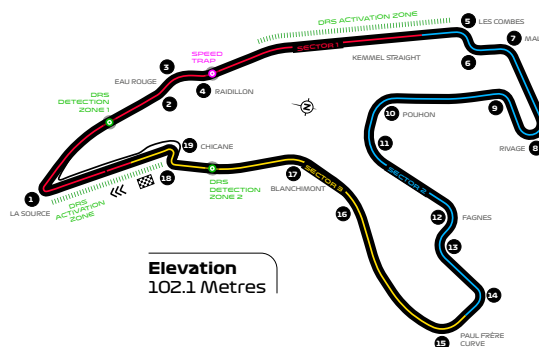 DRS ACTIVATION ZONE
5
LES COMBES
7
SPEED
TRAP
SECTOR 1
KEMMEL STRAIGHT
6
3
EAU ROUGE
4
RAIDILLON
2
DRS
DETECTION
ZONE 1
N
10
POUHON
9
RIVAGE
8
11
19
CHICANE
18
DRS
DETECTION
ZONE 2
17
BLANCHIMONT
SECTOR 3
SECTOR 2
16
1
LA SOURCE
DRS
ACTIVATION
ZONE
12
FAGNES
13
14
15
PAUL FRÈRE
CURVE
Elevation
102.1 Metres